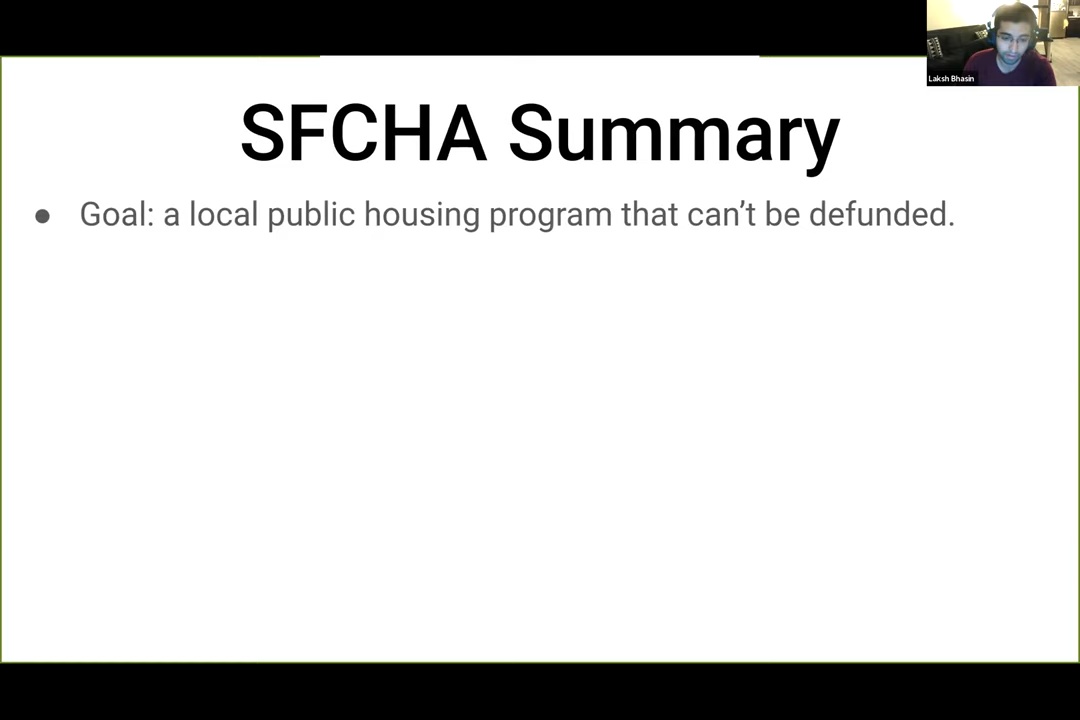 Laksh Bhasin
SFCHA Summary
● Goal: a local public housing program that can’t be defunded.